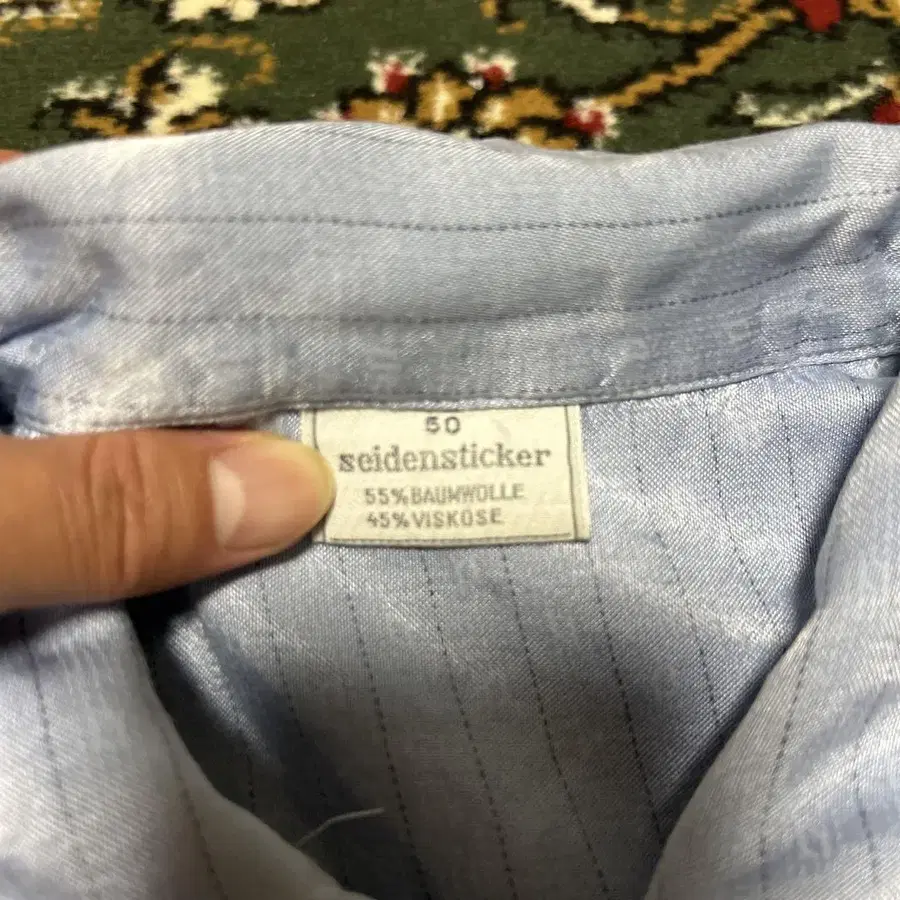 50
seidensticker
55% BAUMWOLLE
45% VISKOSE